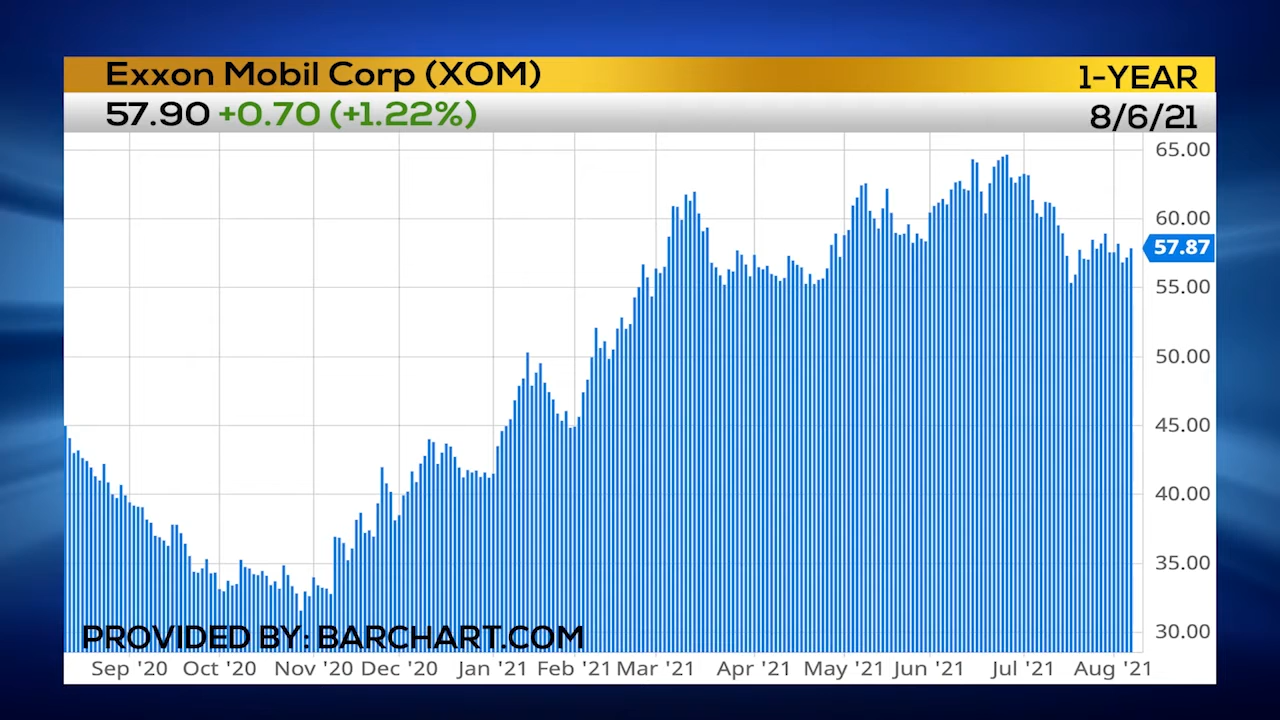 Exxon Mobil Corp (XOM)
1-YEAR
57.90 +0.70 (+1.22%)
8/6/21
65.00
60.00
57.87
55.00
50.00
45.00
40.00
35.00
30.00
PROVIDED BY: BARCHART.COM
Sep '20 Oct '20 Nov '20 Dec '20 Jan '21 Feb '21 Mar '21 Apr '21 May '21 Jun '21 Jul '21 Aug '21